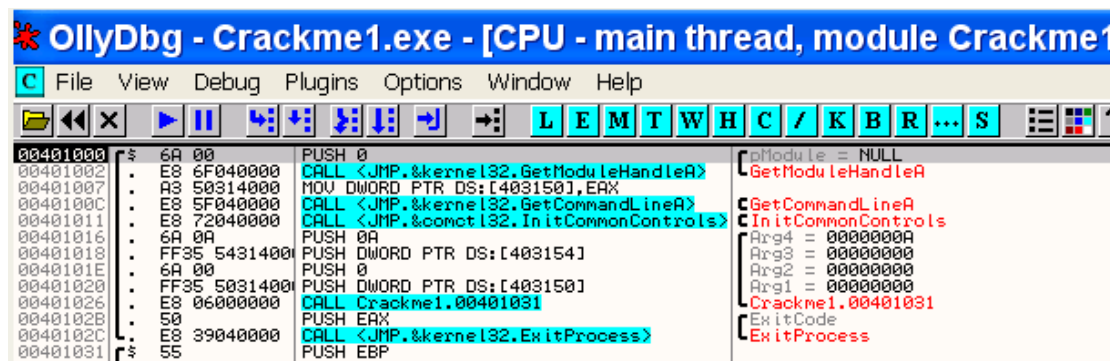 OllyDbg - Crackme1.exe - [CPU - main thread, module Crackme1
C File View Debug Plugins Options Window Help
L E M T W H C / K B R ... S
00401000 $ 6A 00 PUSH 0 pModule = NULL
00401002 . E8 6F040000 CALL <JMP.&kernel32.GetModuleHandleA> GetModuleHandleA
00401007 . A3 50314000 MOV DWORD PTR DS:[403150],EAX
0040100C . E8 5F040000 CALL <JMP.&kernel32.GetCommandLineA> GetCommandLineA
00401011 . E8 72040000 CALL <JMP.&comctl32.InitCommonControls> InitCommonControls
00401016 . 6A 0A PUSH 0A Arg4 = 0000000A
00401018 . FF35 54314000 PUSH DWORD PTR DS:[403154] Arg3 = 00000000
0040101E . 6A 00 PUSH 0 Arg2 = 00000000
00401020 . FF35 50314000 PUSH DWORD PTR DS:[403150] Arg1 = 00000000
00401026 . E8 06000000 CALL Crackme1.00401031 Crackme1.00401031
0040102B . 50 PUSH EAX ExitCode
0040102C . E8 39040000 CALL <JMP.&kernel32.ExitProcess> ExitProcess
00401031 $ 55 PUSH EBP